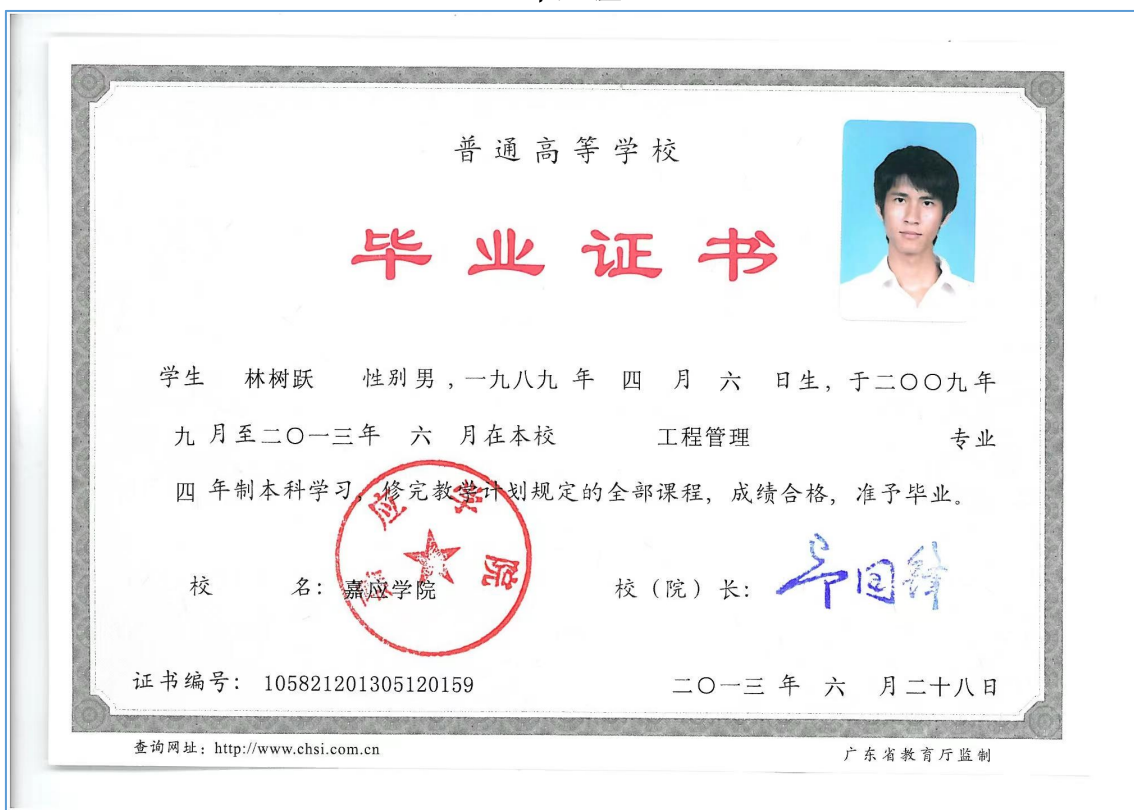 普通高等学校
毕业证书
学生 林树跃 性别男，一九八九 年 四 月 六 日生，于二〇〇九年
九 月至二〇一三年 六 月在本校 工程管理 专业
四 年制本科学习，修完教学计划规定的全部课程，成绩合格，准予毕业。
嘉应学院
校 名：嘉应学院 校（院）长：
证书编号：105821201305120159 二〇一三 年 六 月二十八日
查询网址：http://www.chsi.com.cn 广东省教育厅监制